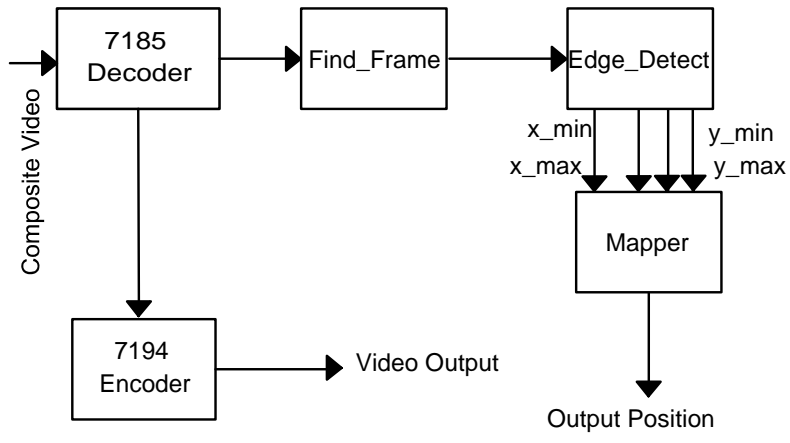 7185
Decoder
Find_Frame
Edge_Detect
Composite Video
x_min
y_min
x_max
y_max
Mapper
7194
Encoder
Video Output
Output Position